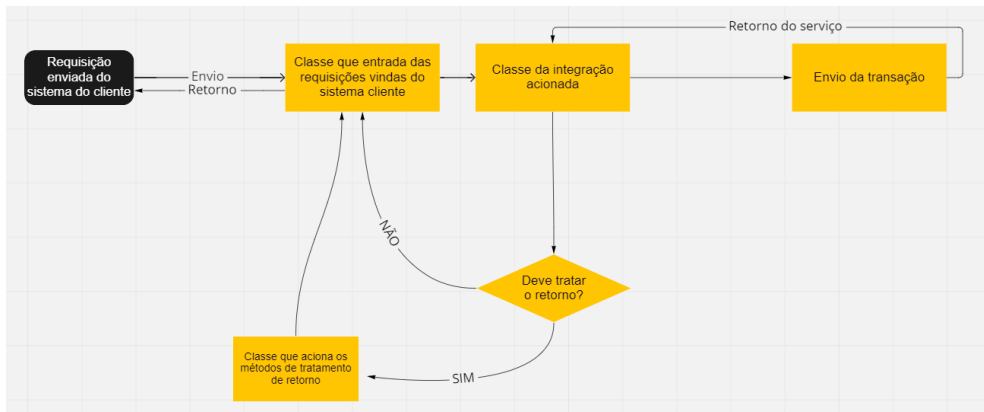 Retorno do serviço
Requisição
enviada do
sistema do cliente
Envio
Retorno
Classe que entrada das
requisições vindas do
sistema cliente
Classe da integração
acionada
Envio da transação
NÃO
Deve tratar
o retorno?
Classe que aciona os
métodos de tratamento
de retorno
SIM